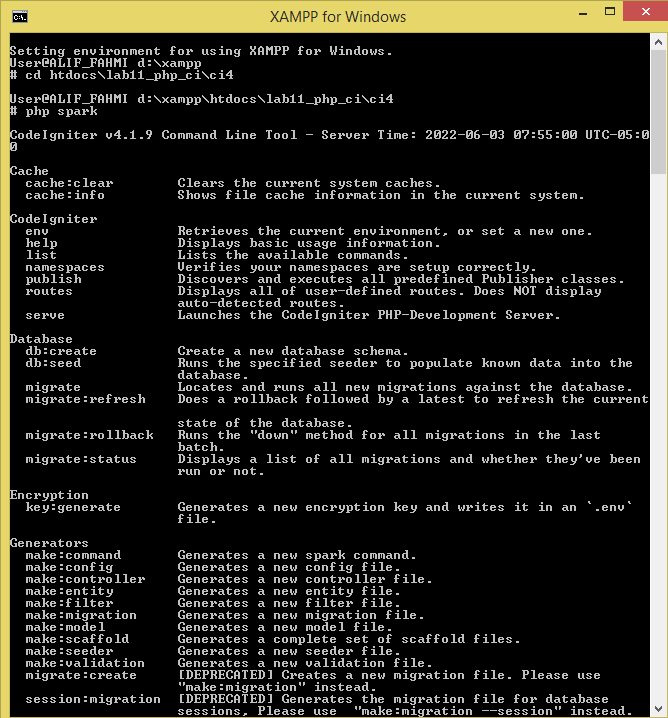 XAMPP for Windows
Setting environment for using XAMPP for Windows.
User@ALIF_FAHMI d:\xampp
# cd htdocs\lab11_php_ci\ci4
User@ALIF_FAHMI d:\xampp\htdocs\lab11_php_ci\ci4
# php spark
CodeIgniter v4.1.9 Command Line Tool - Server Time: 2022-06-03 07:55:00 UTC-05:0
0
Cache
  cache:clear        Clears the current system caches.
  cache:info         Shows file cache information in the current system.
CodeIgniter
  env                Retrieves the current environment, or set a new one.
  help               Displays basic usage information.
  list               Lists the available commands.
  namespaces         Verifies your namespaces are setup correctly.
  publish            Discovers and executes all predefined Publisher classes.
  routes             Displays all of user-defined routes. Does NOT display
                     auto-detected routes.
  serve              Launches the CodeIgniter PHP-Development Server.
Database
  db:create          Create a new database schema.
  db:seed            Runs the specified seeder to populate known data into the
                     database.
  migrate            Locates and runs all new migrations against the database.
  migrate:refresh    Does a rollback followed by a latest to refresh the current
                     state of the database.
  migrate:rollback   Runs the "down" method for all migrations in the last
                     batch.
  migrate:status     Displays a list of all migrations and whether they've been
                     run or not.
Encryption
  key:generate       Generates a new encryption key and writes it in an `.env`
                     file.
Generators
  make:command       Generates a new spark command.
  make:config        Generates a new config file.
  make:controller    Generates a new controller file.
  make:entity        Generates a new entity file.
  make:filter        Generates a new filter file.
  make:migration     Generates a new migration file.
  make:model         Generates a new model file.
  make:scaffold      Generates a complete set of scaffold files.
  make:seeder        Generates a new seeder file.
  make:validation    Generates a new validation file.
  migrate:create     [DEPRECATED] Creates a new migration file. Please use
                     "make:migration" instead.
  session:migration  [DEPRECATED] Generates the migration file for database
                     sessions, Please use  "make:migration --session" instead.